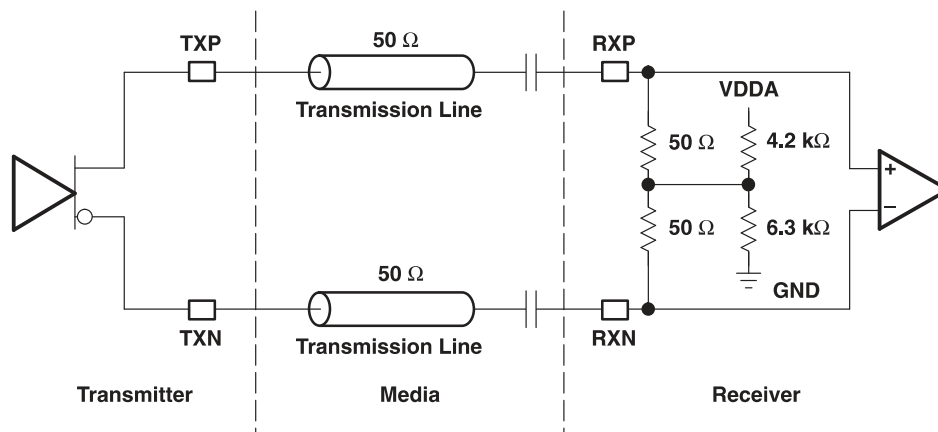 50 Ω
TXP
RXP
Transmission Line
VDDA
50 Ω
4.2 kΩ
+
−
50 Ω
6.3 kΩ
50 Ω
GND
TXN
RXN
Transmission Line
Transmitter
Media
Receiver